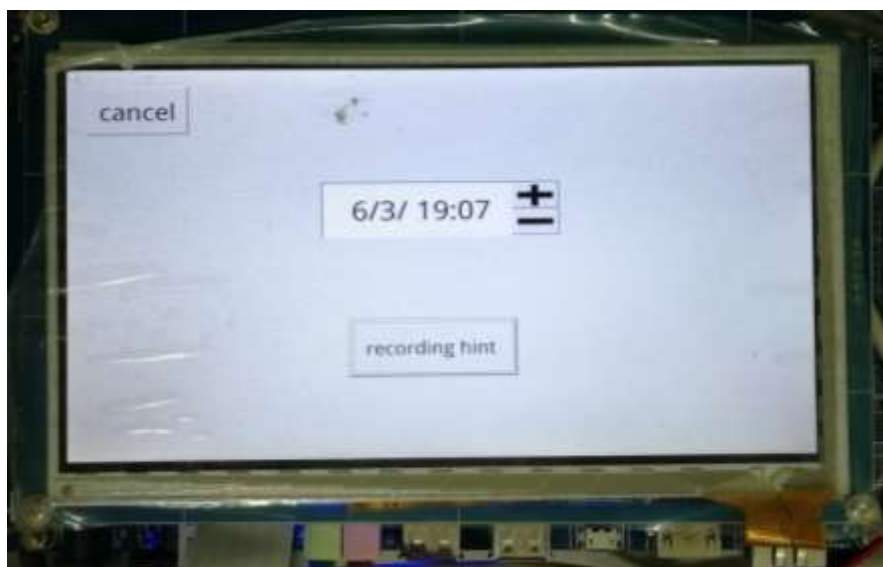 cancel
6/3/ 19:07
+
−
recording hint